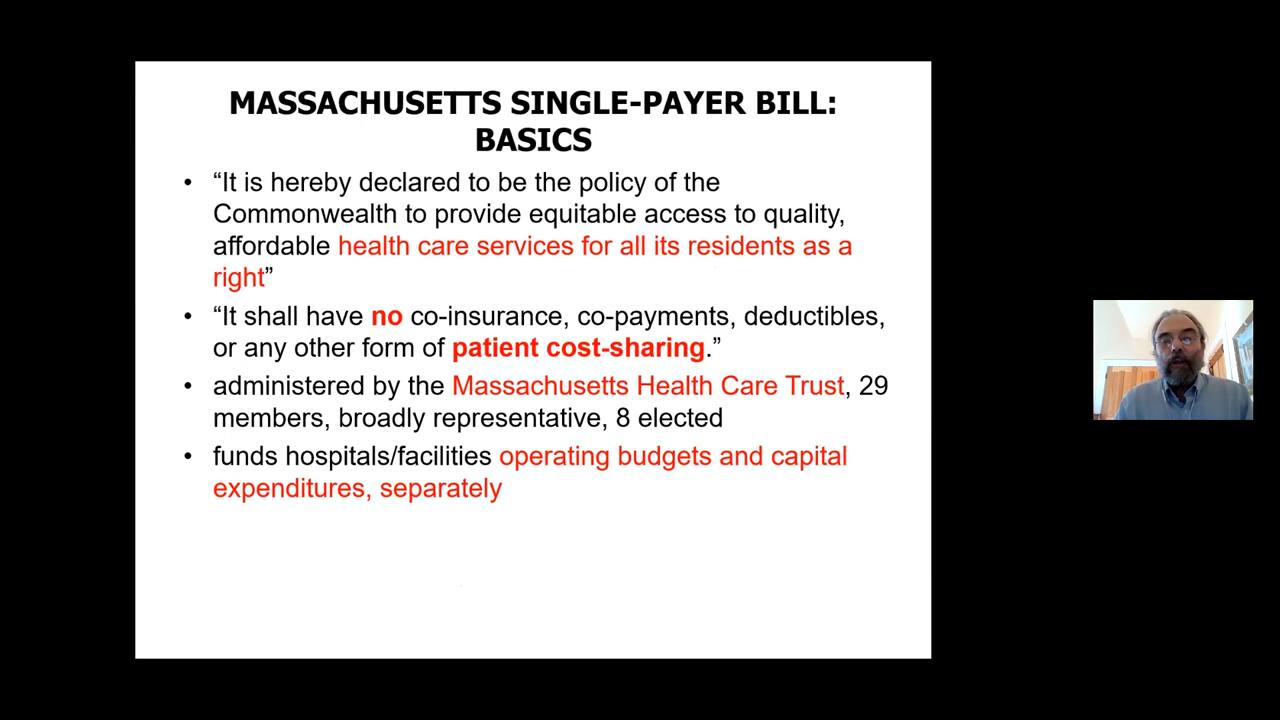 MASSACHUSETTS SINGLE-PAYER BILL:
BASICS
• “It is hereby declared to be the policy of the
Commonwealth to provide equitable access to quality,
affordable health care services for all its residents as a
right”
• “It shall have no co-insurance, co-payments, deductibles,
or any other form of patient cost-sharing.”
• administered by the Massachusetts Health Care Trust, 29
members, broadly representative, 8 elected
• funds hospitals/facilities operating budgets and capital
expenditures, separately